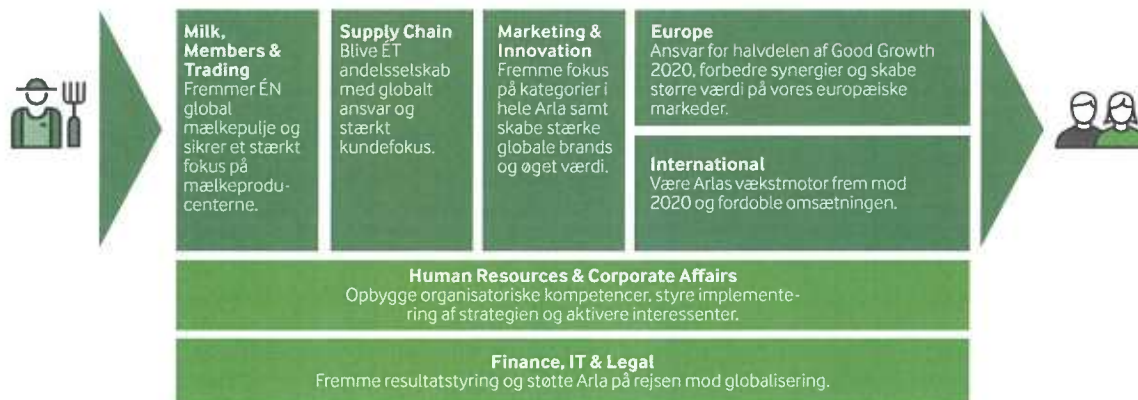 Milk,
Members &
Trading
Fremmer ÉN
global
mælkepulje og
sikrer et stærkt
fokus på
mælkeprodu-
centerne.
Supply Chain
Blive ÉT
andelsselskab
med globalt
ansvar og
stærkt
kundefokus.
Marketing &
Innovation
Fremme fokus
på kategorier i
hele Arla samt
skabe stærke
globale brands
og øget værdi.
Europe
Ansvar for halvdelen af Good Growth
2020, forbedre synergier og skabe
større værdi på vores europæiske
markeder.
International
Være Arlas vækstmotor frem mod
2020 og fordoble omsætningen.
Human Resources & Corporate Affairs
Opbygge organisatoriske kompetencer, styre implemente-
ring af strategien og aktivere interessenter.
Finance, IT & Legal
Fremme resultatstyring og støtte Arla på rejsen mod globalisering.